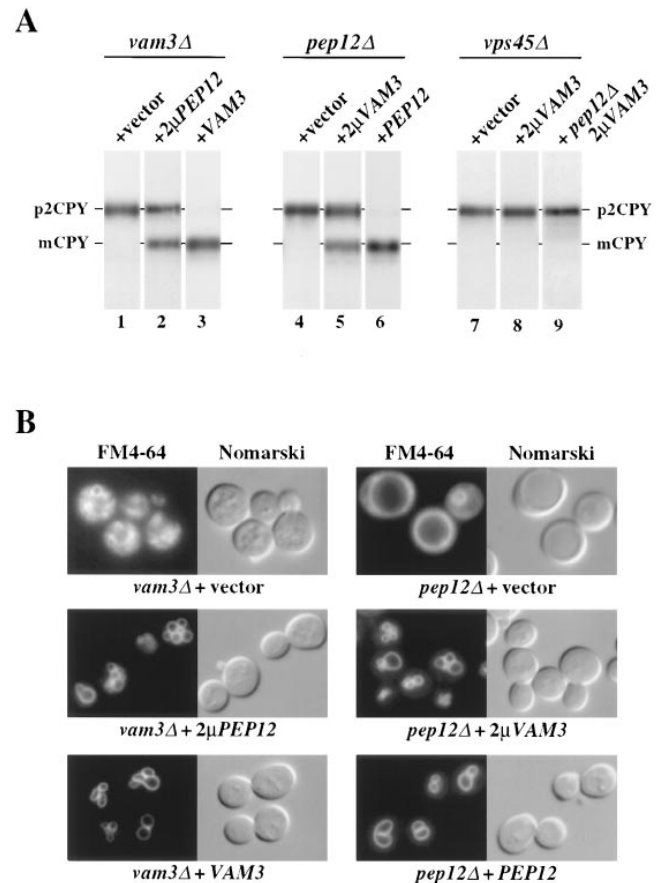 A
vam3Δ pep12Δ vps45Δ
+vector +2μPEP12 +VAM3 +vector +2μVAM3 +PEP12 +vector +2μVAM3 +pep12Δ 2μVAM3
p2CPY p2CPY
mCPY mCPY
1 2 3 4 5 6 7 8 9
B
FM4-64 Nomarski FM4-64 Nomarski
vam3Δ + vector pep12Δ + vector
vam3Δ + 2μPEP12 pep12Δ + 2μVAM3
vam3Δ + VAM3 pep12Δ + PEP12